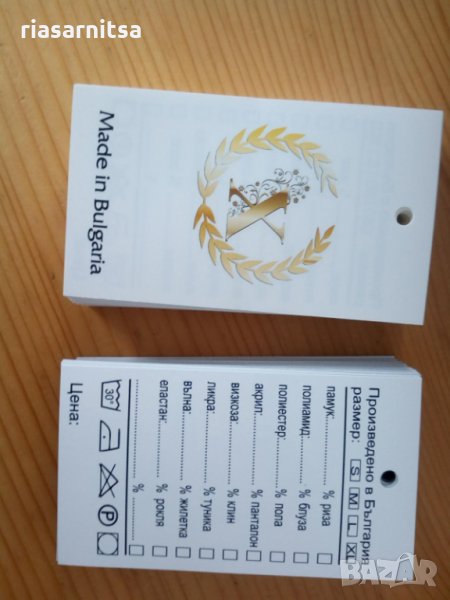 riasarnitsa
Made in Bulgaria
X
Произведено в България
размер: S M L XL
памук:............% риза
полиамид:............% блуза
полиестер:............% пола
акрил:............% панталон
вискоза:............% клин
ликра:............% туника
вълна:............% жилетка
еластан:............% рокля
............%
30° P
Цена:
BAZAR